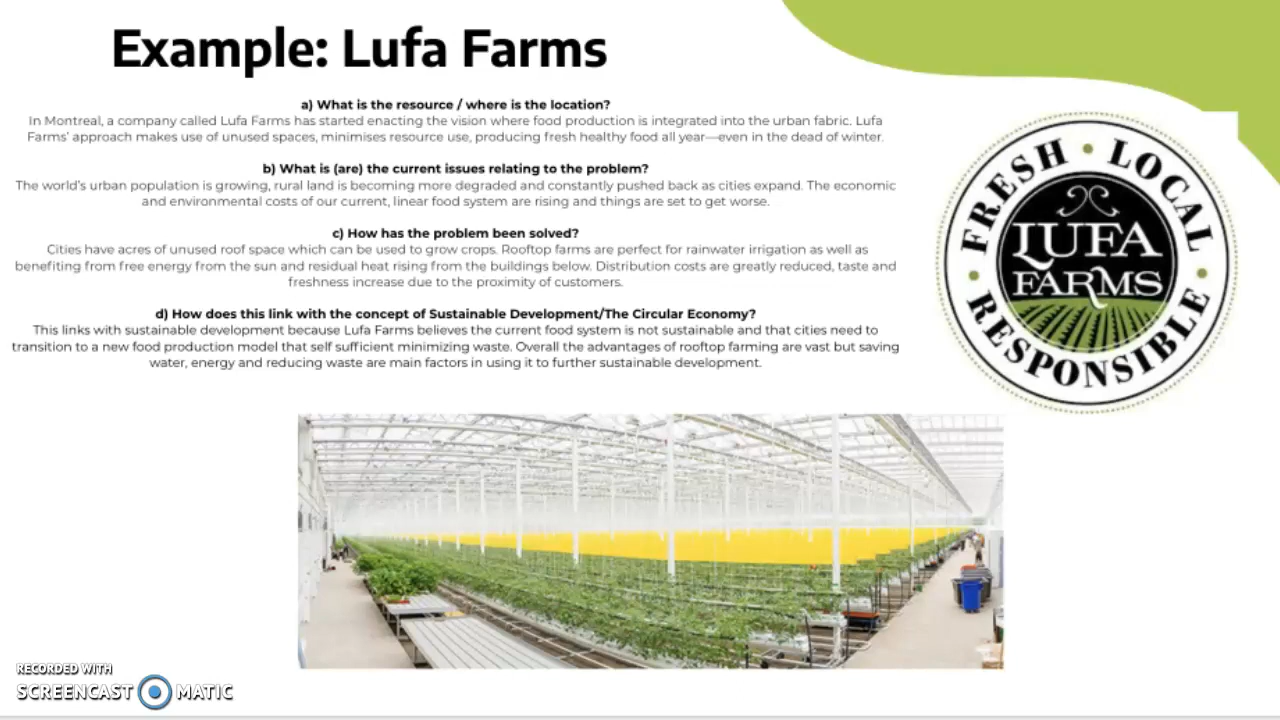 Example: Lufa Farms
a) What is the resource / where is the location?
In Montreal, a company called Lufa Farms has started enacting the vision where food production is integrated into the urban fabric. Lufa
Farms' approach makes use of unused spaces, minimises resource use, producing fresh healthy food all year—even in the dead of winter.
b) What is (are) the current issues relating to the problem?
The world's urban population is growing, rural land is becoming more degraded and constantly pushed back as cities expand. The economic
and environmental costs of our current, linear food system are rising and things are set to get worse.
c) How has the problem been solved?
Cities have acres of unused roof space which can be used to grow crops. Rooftop farms are perfect for rainwater irrigation as well as
benefiting from free energy from the sun and residual heat rising from the buildings below. Distribution costs are greatly reduced, taste and
freshness increase due to the proximity of customers.
d) How does this link with the concept of Sustainable Development/The Circular Economy?
This links with sustainable development because Lufa Farms believes the current food system is not sustainable and that cities need to
transition to a new food production model that self sufficient minimizing waste. Overall the advantages of rooftop farming are vast but saving
water, energy and reducing waste are main factors in using it to further sustainable development.
FRESH • LOCAL
LUFA
FARMS
• RESPONSIBLE •
RECORDED WITH
SCREENCAST MATIC